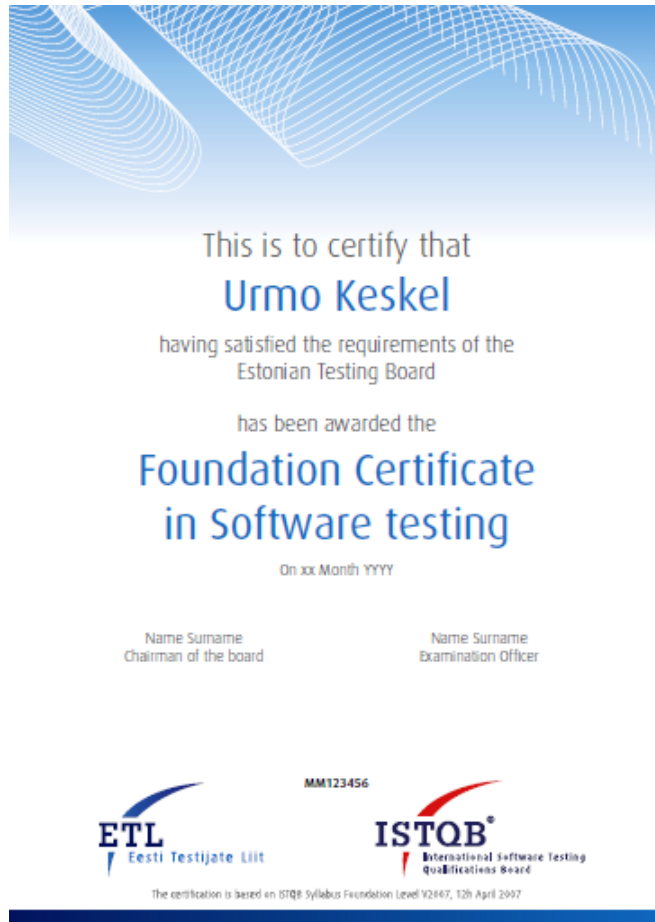 This is to certify that
Urmo Keskel
having satisfied the requirements of the
Estonian Testing Board
has been awarded the
Foundation Certificate
in Software testing
On xx Month YYYY
Name Surname
Chairman of the board
Name Surname
Examination Officer
MM123456
ETL
Eesti Testijate Liit
ISTQB®
International Software Testing
Qualifications Board
The certification is based on ISTQB Syllabus Foundation Level V2007, 12h April 2007